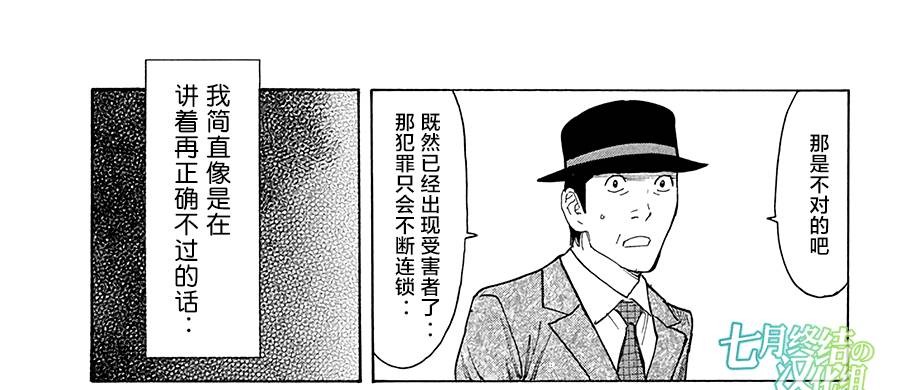 那是不对的吧
既然已经出现受害者了‥
那犯罪只会不断连锁‥
我简直像是在
讲着再正确不过的话‥
七月终结の
汉化组